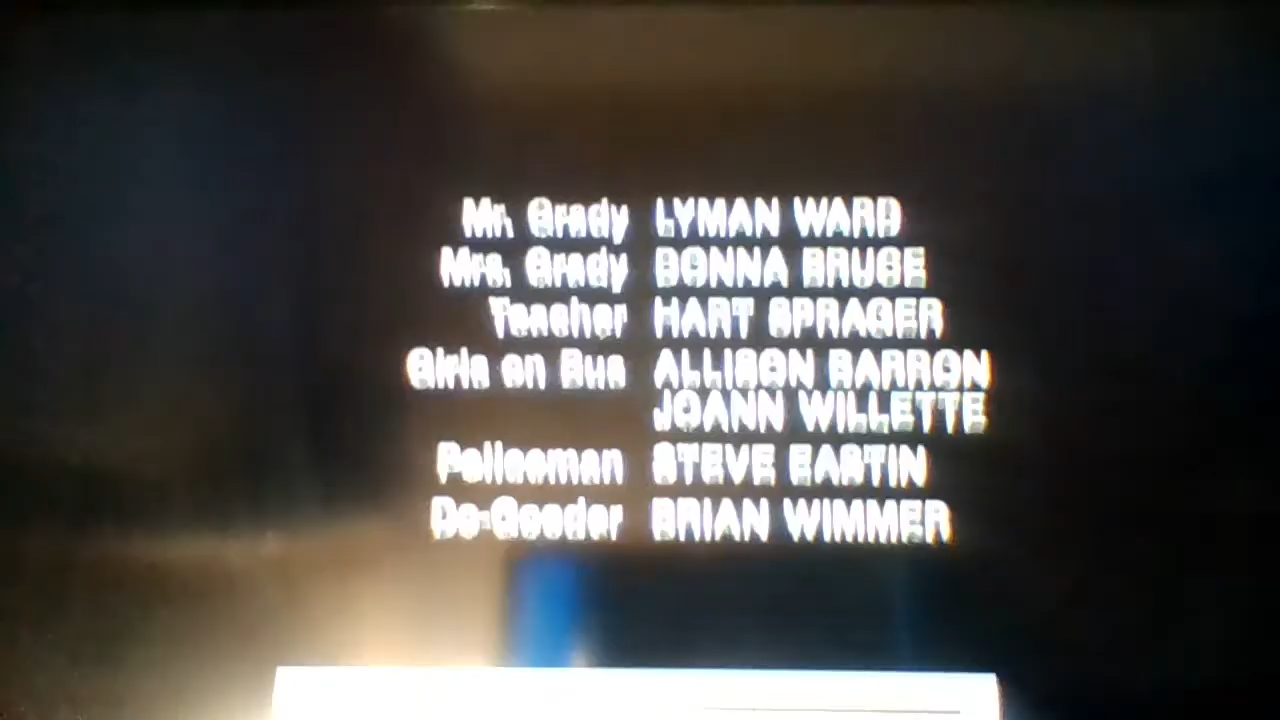 Mr. Grady LYMAN WARD
Mrs. Grady DONNA BRUCE
Teacher HART SPRAGER
Girls on Bus ALLISON BARRON
JOANN WILLETTE
Policeman STEVE EASTIN
Do-Gooder BRIAN WIMMER